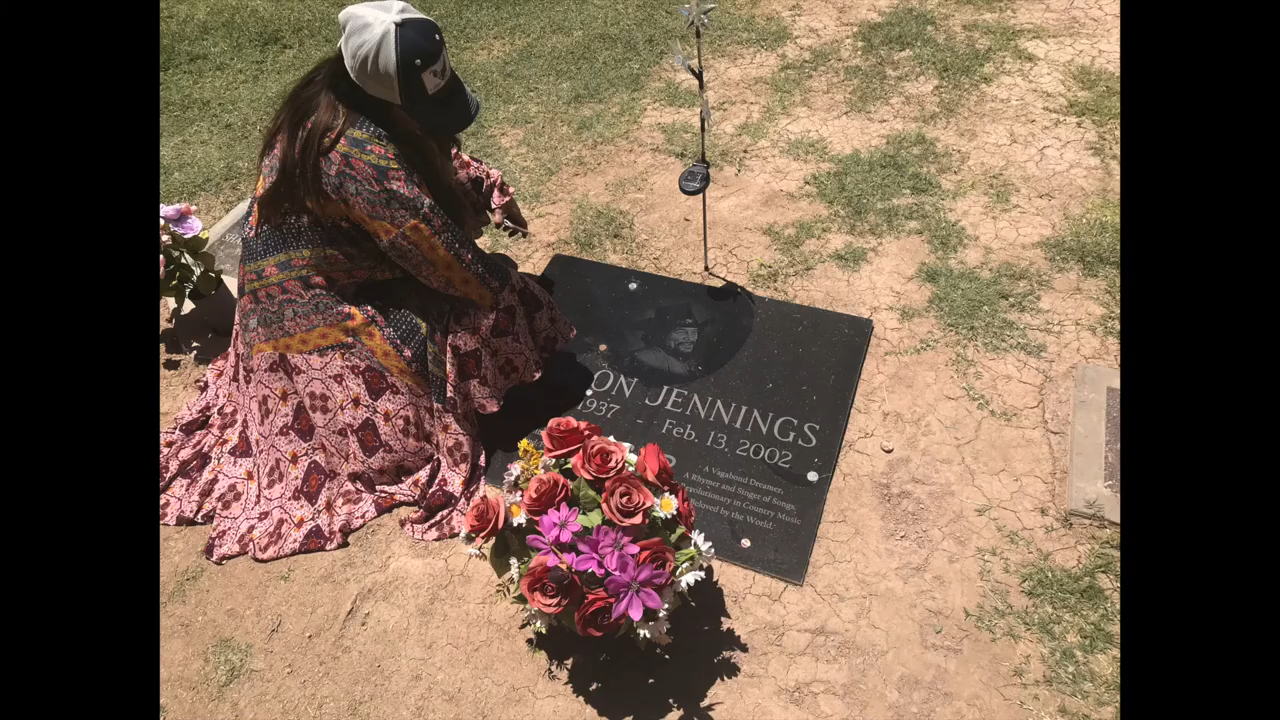 ON JENNINGS
1937 - Feb. 13, 2002
A Vagabond Dreamer,
A Rhymer and Singer of Songs,
evolutionary in Country Music
Beloved by the World.